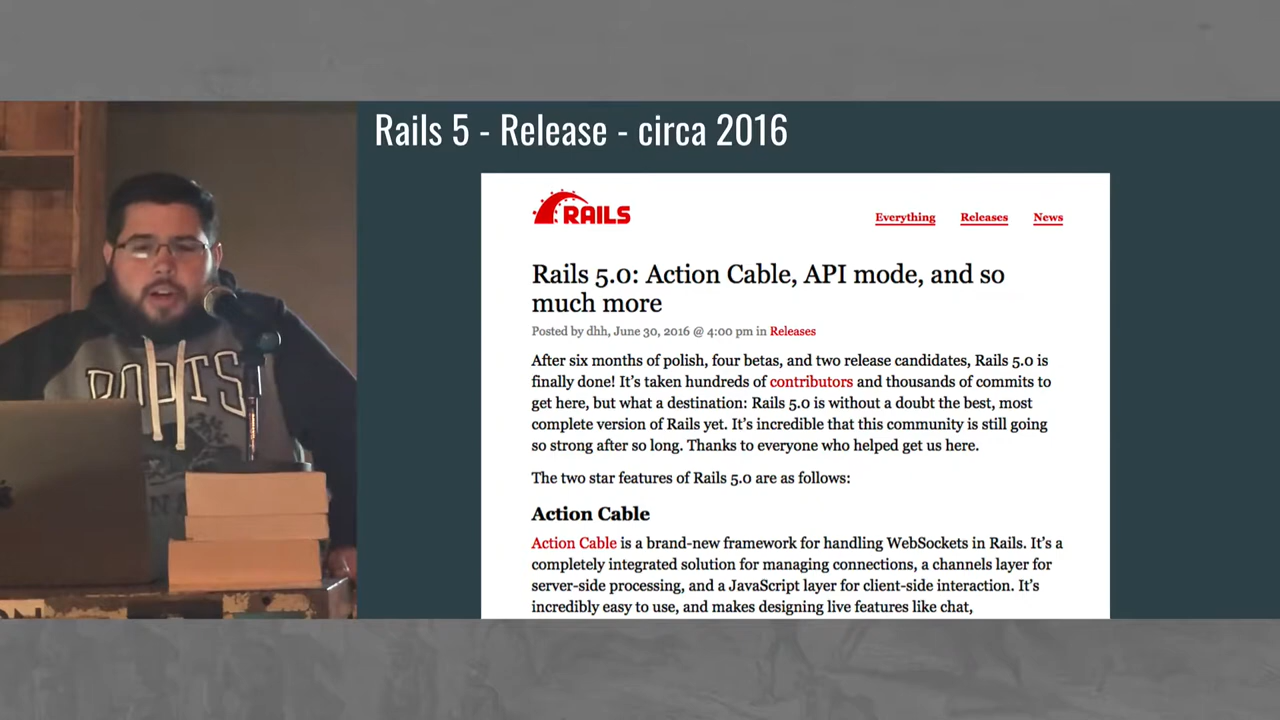 Rails 5 - Release - circa 2016
RAILS
Everything Releases News
Rails 5.0: Action Cable, API mode, and so
much more
Posted by dhh, June 30, 2016 @ 4:00 pm in Releases
After six months of polish, four betas, and two release candidates, Rails 5.0 is
finally done! It's taken hundreds of contributors and thousands of commits to
get here, but what a destination: Rails 5.0 is without a doubt the best, most
complete version of Rails yet. It's incredible that this community is still going
so strong after so long. Thanks to everyone who helped get us here.
The two star features of Rails 5.0 are as follows:
Action Cable
Action Cable is a brand-new framework for handling WebSockets in Rails. It's a
completely integrated solution for managing connections, a channels layer for
server-side processing, and a JavaScript layer for client-side interaction. It's
incredibly easy to use, and makes designing live features like chat,
ROOTS